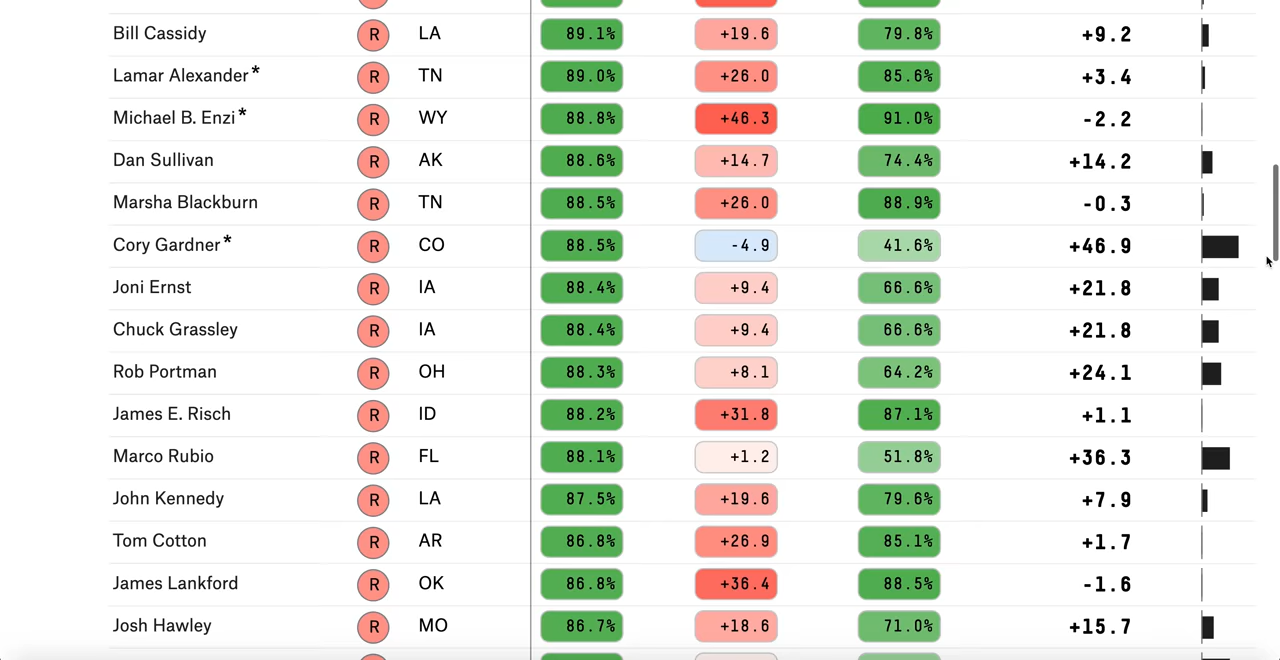 Bill Cassidy R LA 89.1% +19.6 79.8% +9.2
Lamar Alexander* R TN 89.0% +26.0 85.6% +3.4
Michael B. Enzi* R WY 88.8% +46.3 91.0% -2.2
Dan Sullivan R AK 88.6% +14.7 74.4% +14.2
Marsha Blackburn R TN 88.5% +26.0 88.9% -0.3
Cory Gardner* R CO 88.5% -4.9 41.6% +46.9
Joni Ernst R IA 88.4% +9.4 66.6% +21.8
Chuck Grassley R IA 88.4% +9.4 66.6% +21.8
Rob Portman R OH 88.3% +8.1 64.2% +24.1
James E. Risch R ID 88.2% +31.8 87.1% +1.1
Marco Rubio R FL 88.1% +1.2 51.8% +36.3
John Kennedy R LA 87.5% +19.6 79.6% +7.9
Tom Cotton R AR 86.8% +26.9 85.1% +1.7
James Lankford R OK 86.8% +36.4 88.5% -1.6
Josh Hawley R MO 86.7% +18.6 71.0% +15.7